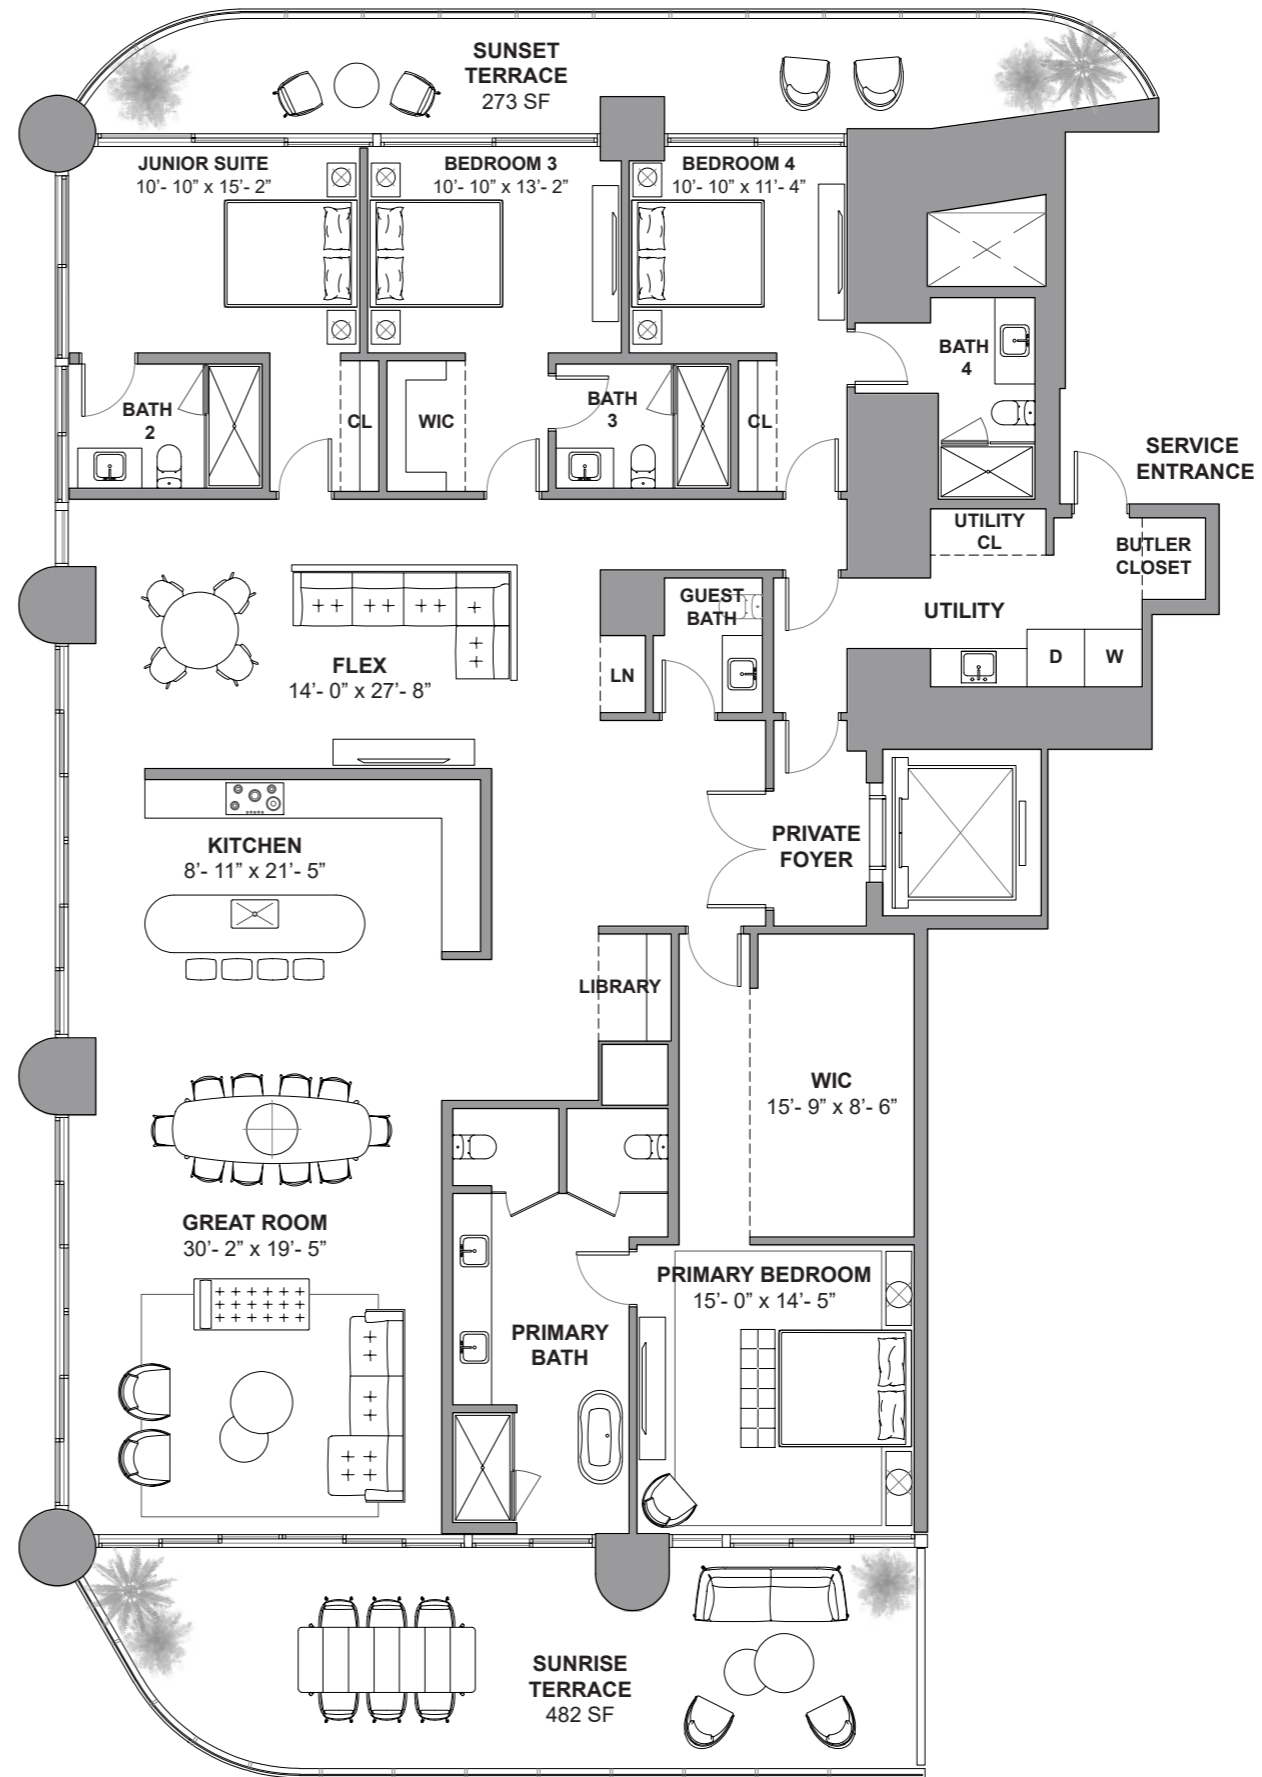 SUNSET
TERRACE
273 SF
JUNIOR SUITE
10’- 10” x 15’- 2”
BEDROOM 3
10’- 10” x 13’- 2”
BEDROOM 4
10’- 10” x 11’- 4”
BATH
4
BATH
2
CL
WIC
BATH
3
CL
SERVICE
ENTRANCE
UTILITY
CL
BUTLER
CLOSET
GUEST
BATH
UTILITY
LN
D
W
FLEX
14’- 0” x 27’- 8”
KITCHEN
8’- 11” x 21’- 5”
PRIVATE
FOYER
LIBRARY
WIC
15’- 9” x 8’- 6”
GREAT ROOM
30’- 2” x 19’- 5”
PRIMARY BEDROOM
15’- 0” x 14’- 5”
PRIMARY
BATH
SUNRISE
TERRACE
482 SF